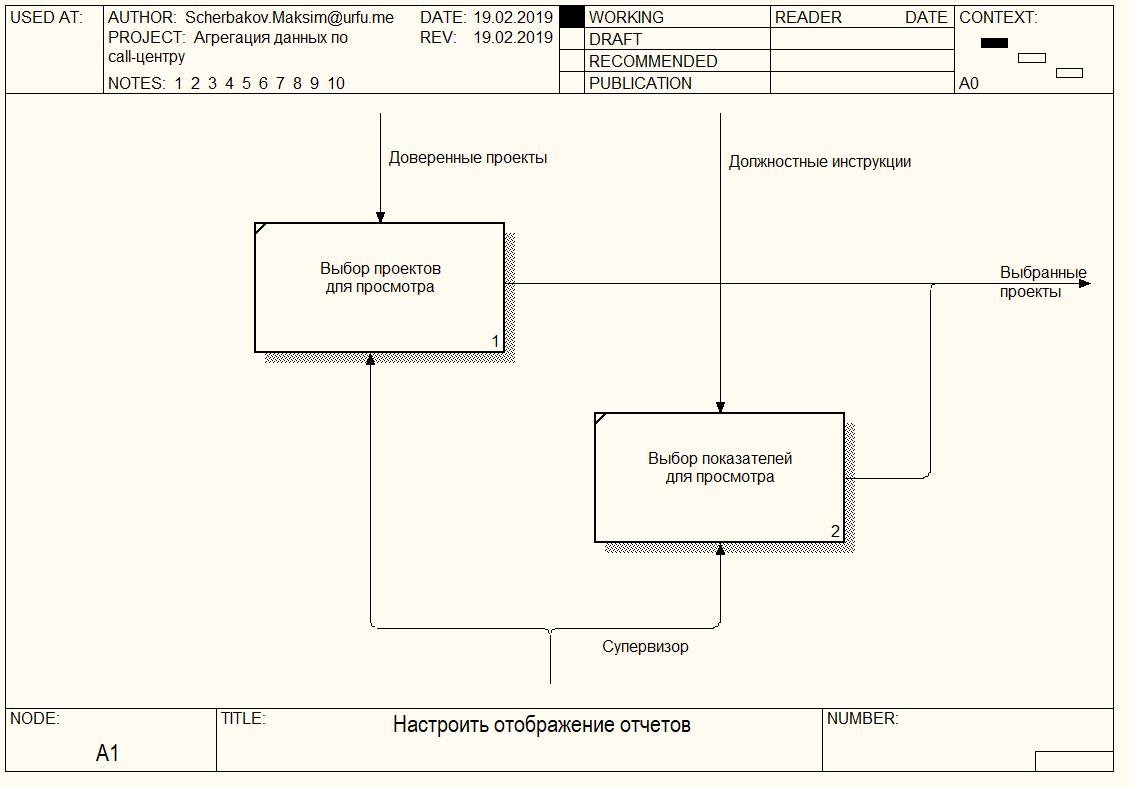 USED AT:
AUTHOR: Scherbakov.Maksim@urfu.me
DATE: 19.02.2019
PROJECT: Агрегация данных по
call-центру
REV: 19.02.2019
NOTES: 1 2 3 4 5 6 7 8 9 10
WORKING
DRAFT
RECOMMENDED
PUBLICATION
READER DATE
CONTEXT:
A0
Доверенные проекты
Должностные инструкции
Выбор проектов
для просмотра
1
Выбранные
проекты
Выбор показателей
для просмотра
2
Супервизор
NODE:
A1
TITLE:
Настроить отображение отчетов
NUMBER: